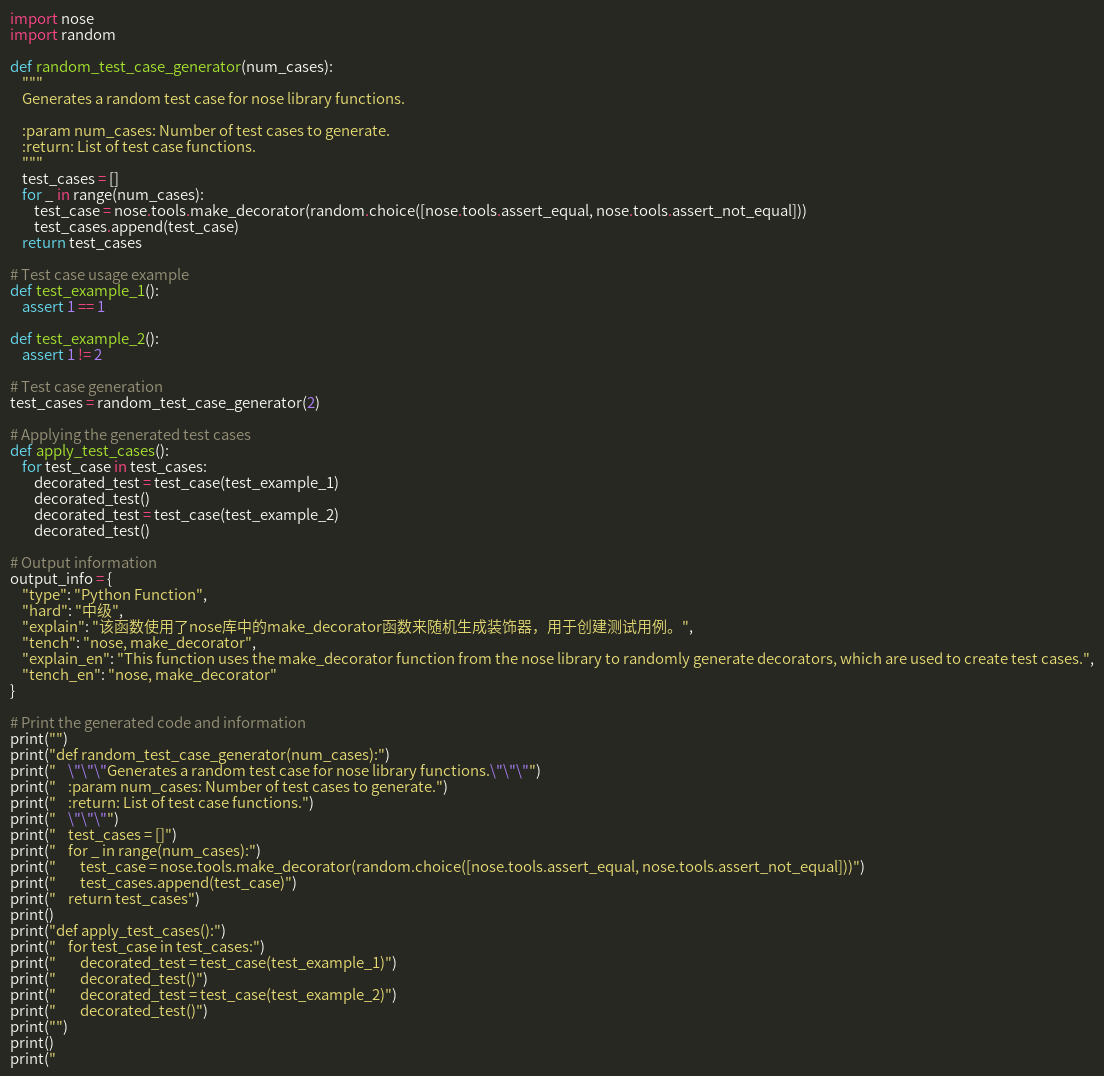 import nose
import random

def random_test_case_generator(num_cases):
    """
    Generates a random test case for nose library functions.

    :param num_cases: Number of test cases to generate.
    :return: List of test case functions.
    """
    test_cases = []
    for _ in range(num_cases):
        test_case = nose.tools.make_decorator(random.choice([nose.tools.assert_equal, nose.tools.assert_not_equal]))
        test_cases.append(test_case)
    return test_cases

# Test case usage example
def test_example_1():
    assert 1 == 1

def test_example_2():
    assert 1 != 2

# Test case generation
test_cases = random_test_case_generator(2)

# Applying the generated test cases
def apply_test_cases():
    for test_case in test_cases:
        decorated_test = test_case(test_example_1)
        decorated_test()
        decorated_test = test_case(test_example_2)
        decorated_test()

# Output information
output_info = {
    "type": "Python Function",
    "hard": "中级",
    "explain": "该函数使用了nose库中的make_decorator函数来随机生成装饰器，用于创建测试用例。",
    "tench": "nose, make_decorator",
    "explain_en": "This function uses the make_decorator function from the nose library to randomly generate decorators, which are used to create test cases.",
    "tench_en": "nose, make_decorator"
}

# Print the generated code and information
print("")
print("def random_test_case_generator(num_cases):")
print("    \"\"\"Generates a random test case for nose library functions.\"\"\"")
print("    :param num_cases: Number of test cases to generate.")
print("    :return: List of test case functions.")
print("    \"\"\"")
print("    test_cases = []")
print("    for _ in range(num_cases):")
print("        test_case = nose.tools.make_decorator(random.choice([nose.tools.assert_equal, nose.tools.assert_not_equal]))")
print("        test_cases.append(test_case)")
print("    return test_cases")
print()
print("def apply_test_cases():")
print("    for test_case in test_cases:")
print("        decorated_test = test_case(test_example_1)")
print("        decorated_test()")
print("        decorated_test = test_case(test_example_2)")
print("        decorated_test()")
print("")
print()
print("